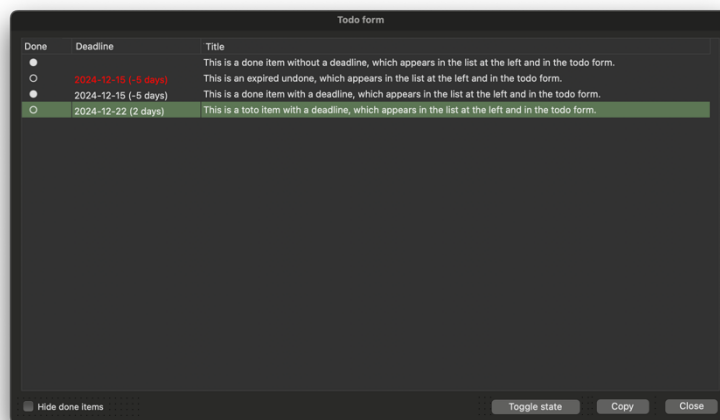 Todo form
Done Deadline Title
This is a done item without a deadline, which appears in the list at the left and in the todo form.
2024-12-15 (-5 days) This is an expired undone, which appears in the list at the left and in the todo form.
2024-12-15 (-5 days) This is a done item with a deadline, which appears in the list at the left and in the todo form.
2024-12-22 (2 days) This is a toto item with a deadline, which appears in the list at the left and in the todo form.
Hide done items Toggle state Copy Close